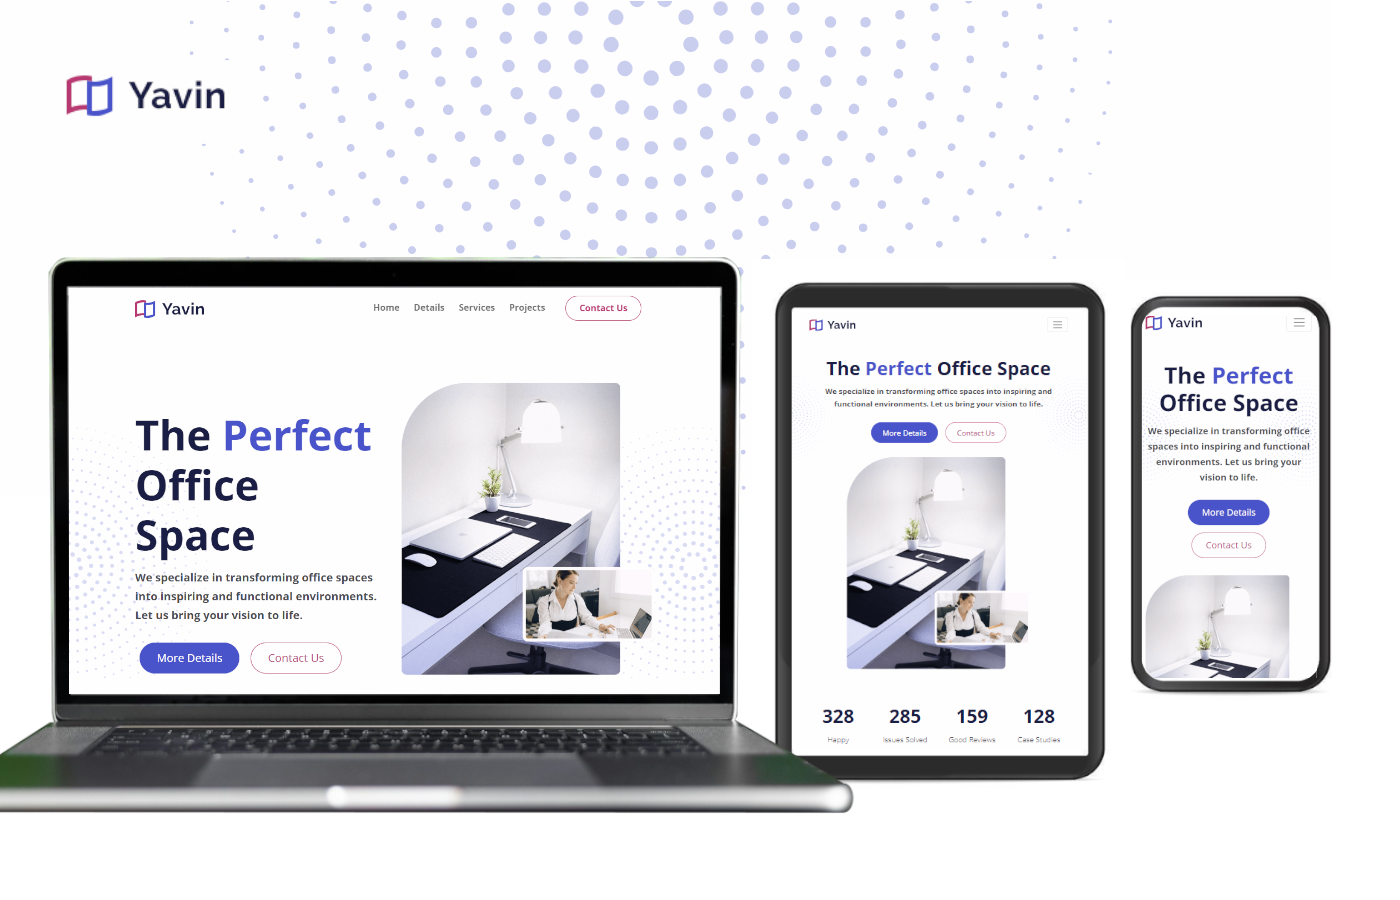 Yavin
Yavin
Home Details Services Projects Contact Us
The Perfect
Office
Space
We specialize in transforming office spaces
into inspiring and functional environments.
Let us bring your vision to life.
More Details Contact Us
Yavin
The Perfect Office Space
We specialize in transforming office spaces into inspiring and
functional environments. Let us bring your vision to life.
More Details Contact Us
328 285 159 128
Happy Issues Solved Good Reviews Case Studies
Yavin
The Perfect
Office Space
We specialize in transforming office
spaces into inspiring and functional
environments. Let us bring your
vision to life.
More Details
Contact Us